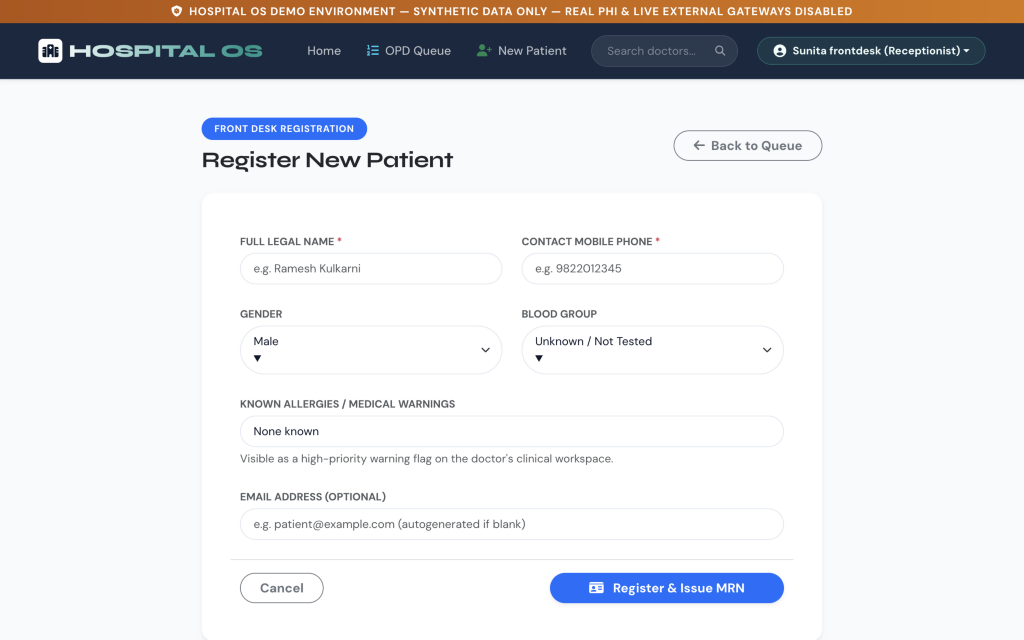 HOSPITAL OS DEMO ENVIRONMENT — SYNTHETIC DATA ONLY — REAL PHI & LIVE EXTERNAL GATEWAYS DISABLED
HOSPITAL OS
Home
OPD Queue
New Patient
Search doctors...
Sunita frontdesk (Receptionist)
FRONT DESK REGISTRATION
Register New Patient
Back to Queue
FULL LEGAL NAME *
CONTACT MOBILE PHONE *
e.g. Ramesh Kulkarni
e.g. 9822012345
GENDER
BLOOD GROUP
Male
Unknown / Not Tested
KNOWN ALLERGIES / MEDICAL WARNINGS
None known
Visible as a high-priority warning flag on the doctor's clinical workspace.
EMAIL ADDRESS (OPTIONAL)
e.g. patient@example.com (autogenerated if blank)
Cancel
Register & Issue MRN